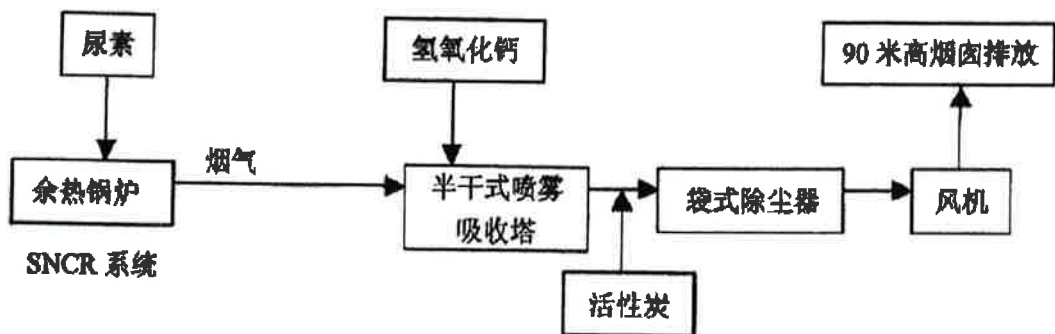 尿素
氢氧化钙
90 米高烟囱排放
烟气
余热锅炉
半干式喷雾
吸收塔
袋式除尘器
风机
SNCR 系统
活性炭